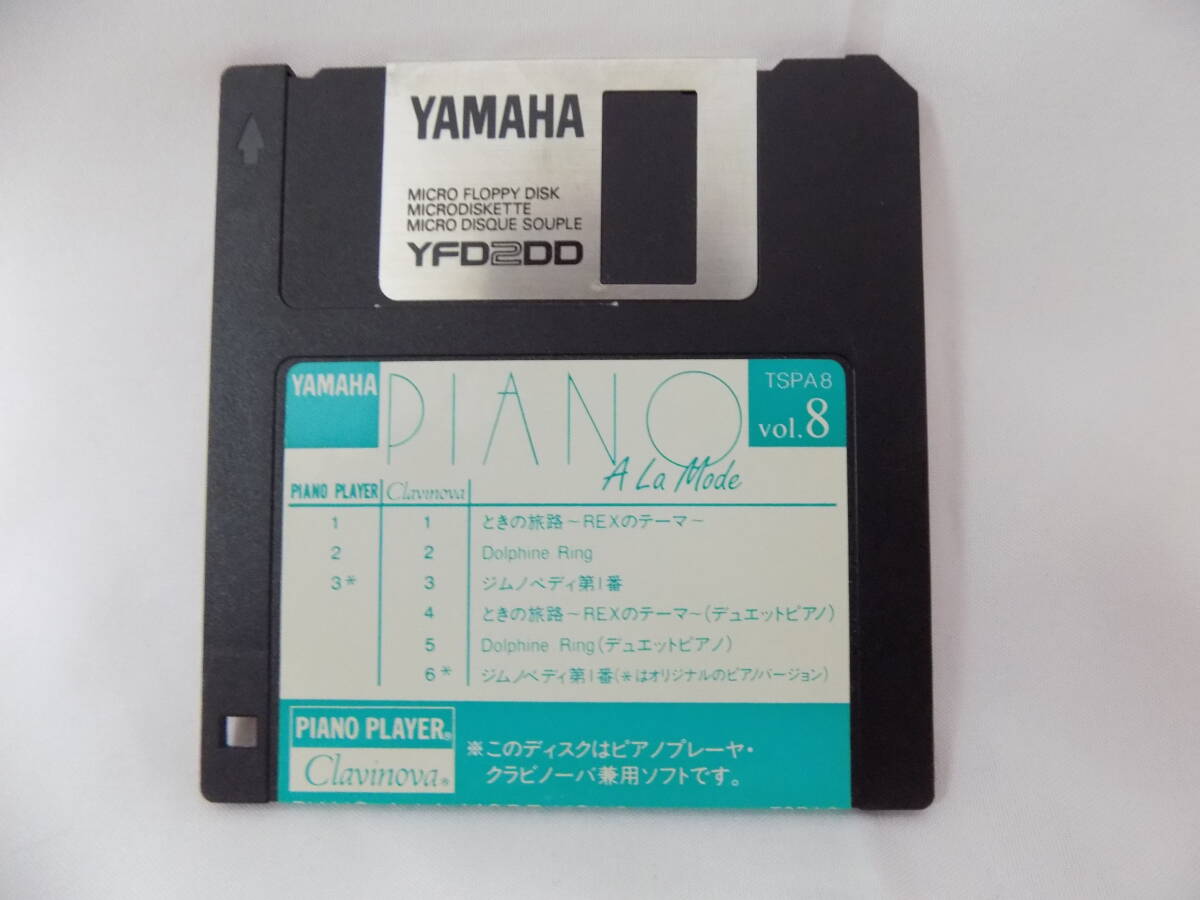 YAMAHA
MICRO FLOPPY DISK
MICRODISKETTE
MICRO DISQUE SOUPLE
YFD2DD
YAMAHA
PIANO
A La Mode
TSPA8
vol.8
PIANO PLAYER Clavinova
1 1 ときの旅路～REXのテーマ～
2 2 Dolphine Ring
3* 3 ジムノペディ第1番
4 ときの旅路～REXのテーマ～(デュエットピアノ)
5 Dolphine Ring(デュエットピアノ)
6* ジムノペディ第1番(*はオリジナルのピアノバージョン)
PIANO PLAYER®
Clavinova®
※このディスクはピアノプレーヤ・
クラビノーバ兼用ソフトです。